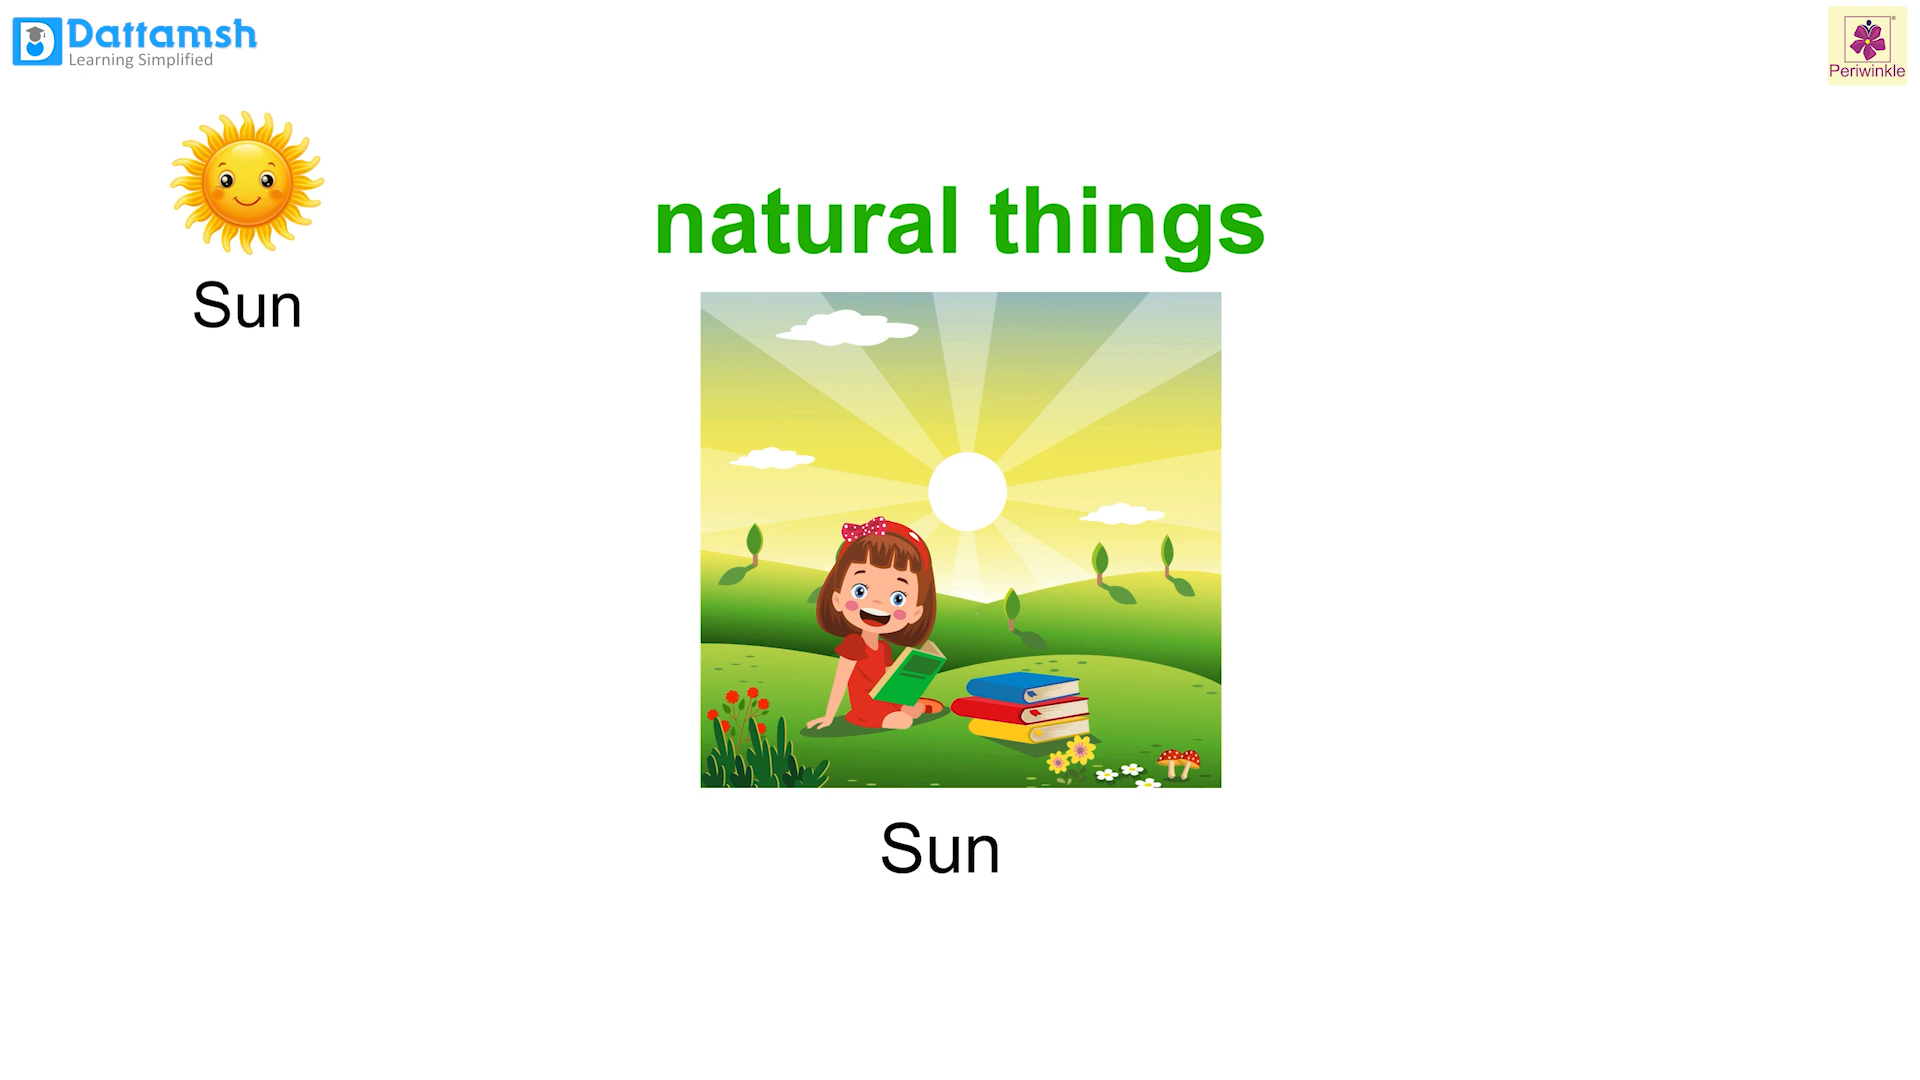 Dattamsh
Learning Simplified
Periwinkle
Sun
natural things
Sun